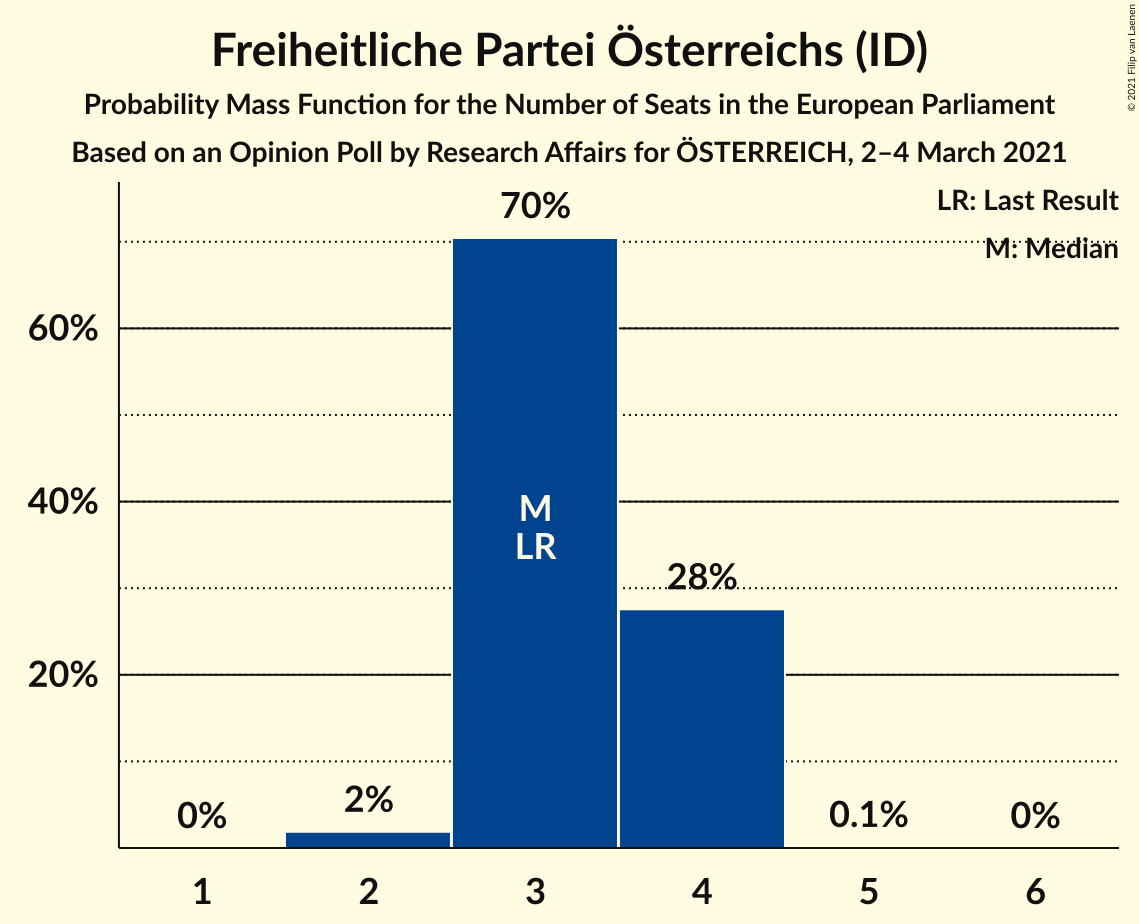 Freiheitliche Partei Österreichs (ID)
Probability Mass Function for the Number of Seats in the European Parliament
Based on an Opinion Poll by Research Affairs for ÖSTERREICH, 2–4 March 2021
© 2021 Filip van Laenen
LR: Last Result
M: Median
70%
60%
40%
20%
M
LR
28%
0%
2%
0.1%
0%
1 2 3 4 5 6